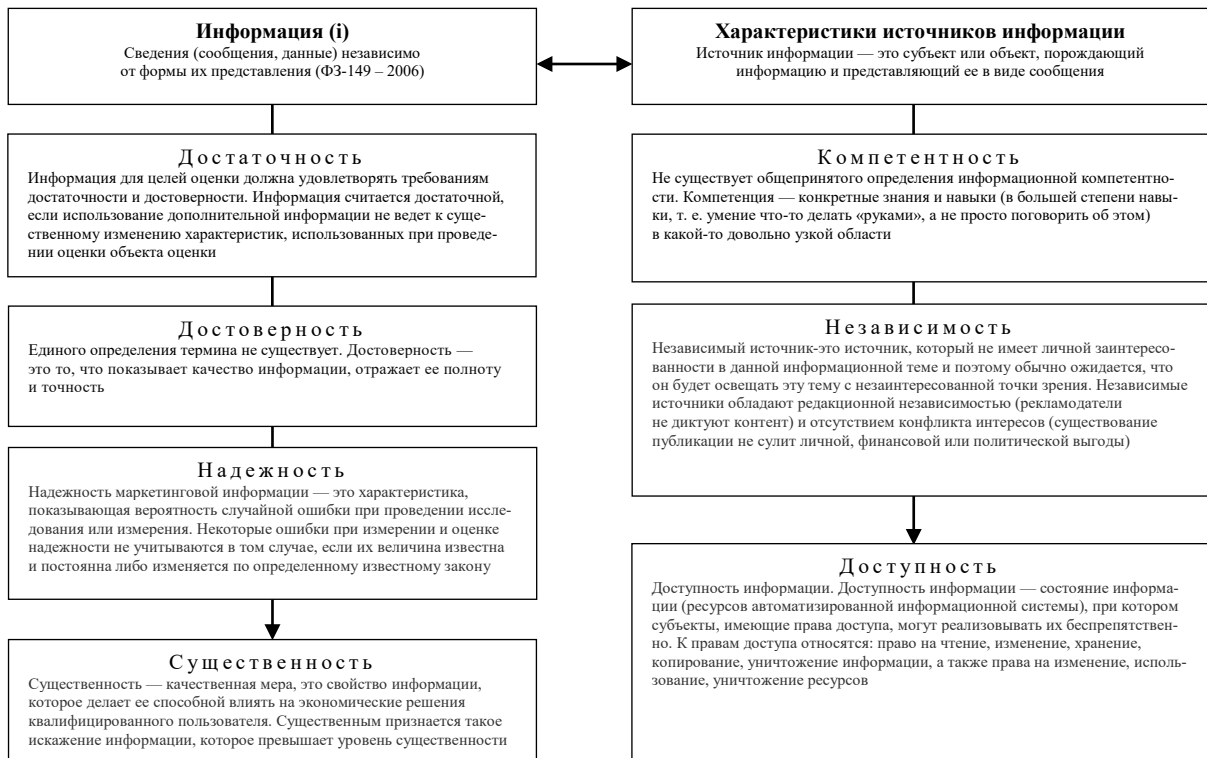 Информация (i)
Сведения (сообщения, данные) независимо
от формы их представления (ФЗ-149 – 2006)
Достаточность
Информация для целей оценки должна удовлетворять требованиям
достаточности и достоверности. Информация считается достаточной,
если использование дополнительной информации не ведет к суще-
ственному изменению характеристик, использованных при проведе-
нии оценки объекта оценки
Достоверность
Единого определения термина не существует. Достоверность —
это то, что показывает качество информации, отражает ее полноту
и точность
Надежность
Надежность маркетинговой информации — это характеристика,
показывающая вероятность случайной ошибки при проведении иссле-
дования или измерения. Некоторые ошибки при измерении и оценке
надежности не учитываются в том случае, если их величина известна
и постоянна либо изменяется по определенному известному закону
Существенность
Существенность — качественная мера, это свойство информации,
которое делает ее способной влиять на экономические решения
квалифицированного пользователя. Существенным признается такое
искажение информации, которое превышает уровень существенности
Характеристики источников информации
Источник информации — это субъект или объект, порождающий
информацию и представляющий ее в виде сообщения
Компетентность
Не существует общепринятого определения информационной компетентно-
сти. Компетенция — конкретные знания и навыки (в большей степени навы-
ки, т. е. умение что-то делать «руками», а не просто поговорить об этом)
в какой-то довольно узкой области
Независимость
Независимый источник-это источник, который не имеет личной заинтересо-
ванности в данной информационной теме и поэтому обычно ожидается, что
он будет освещать эту тему с незаинтересованной точки зрения. Независимые
источники обладают редакционной независимостью (рекламодатели
не диктуют контент) и отсутствием конфликта интересов (существование
публикации не сулит личной, финансовой или политической выгоды)
Доступность
Доступность информации. Доступность информации — состояние информа-
ции (ресурсов автоматизированной информационной системы), при котором
субъекты, имеющие права доступа, могут реализовывать их беспрепятствен-
но. К правам доступа относятся: право на чтение, изменение, хранение,
копирование, уничтожение информации, а также права на изменение, исполь-
зование, уничтожение ресурсов